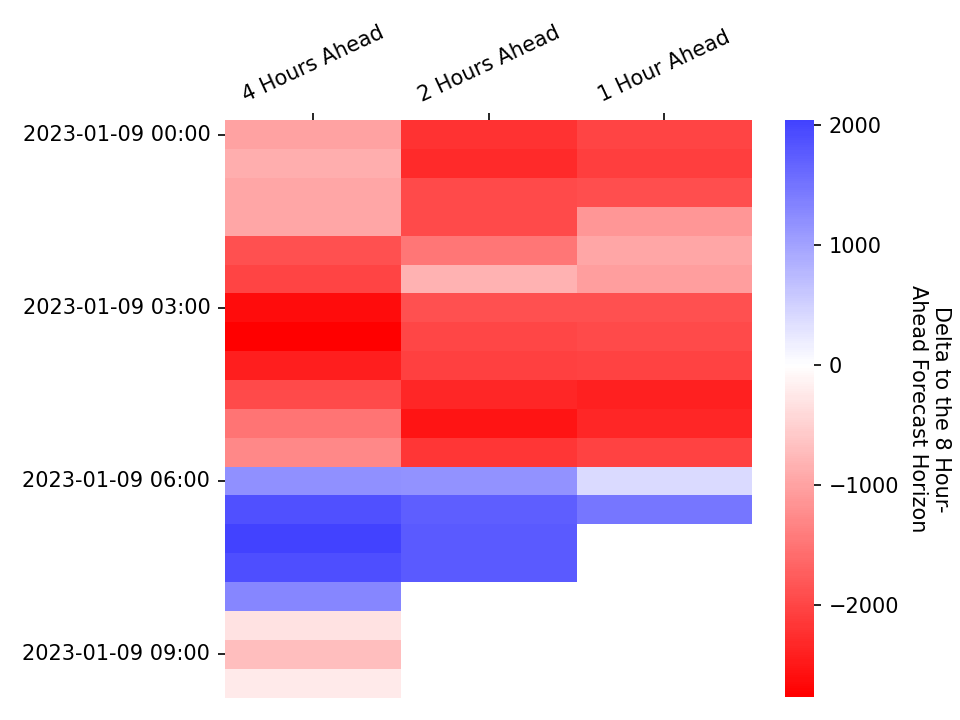 4 Hours Ahead
2 Hours Ahead
1 Hour Ahead
2023-01-09 00:00
2023-01-09 03:00
2023-01-09 06:00
2023-01-09 09:00
2000
1000
0
−1000
−2000
Delta to the 8 Hour-
Ahead Forecast Horizon